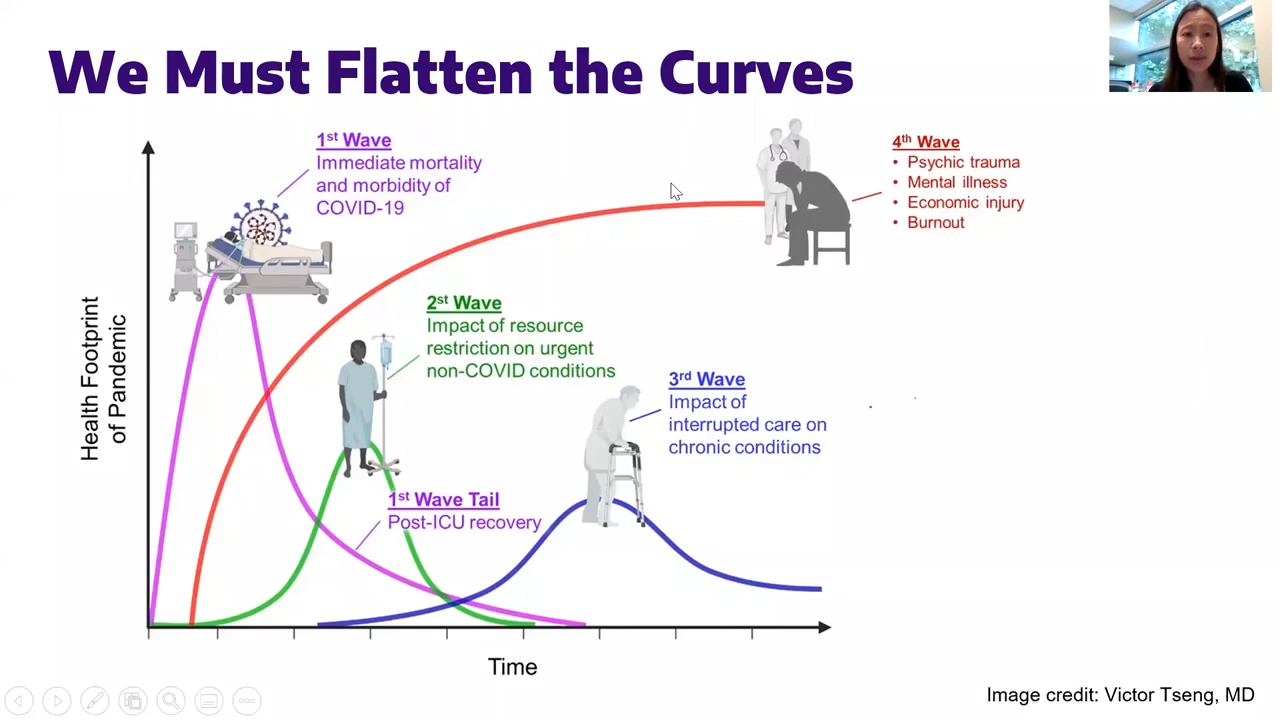 We Must Flatten the Curves
1st Wave
Immediate mortality
and morbidity of
COVID-19
4th Wave
• Psychic trauma
• Mental illness
• Economic injury
• Burnout
2st Wave
Impact of resource
restriction on urgent
non-COVID conditions
3rd Wave
Impact of
interrupted care on
chronic conditions
1st Wave Tail
Post-ICU recovery
Health Footprint
of Pandemic
Time
Image credit: Victor Tseng, MD